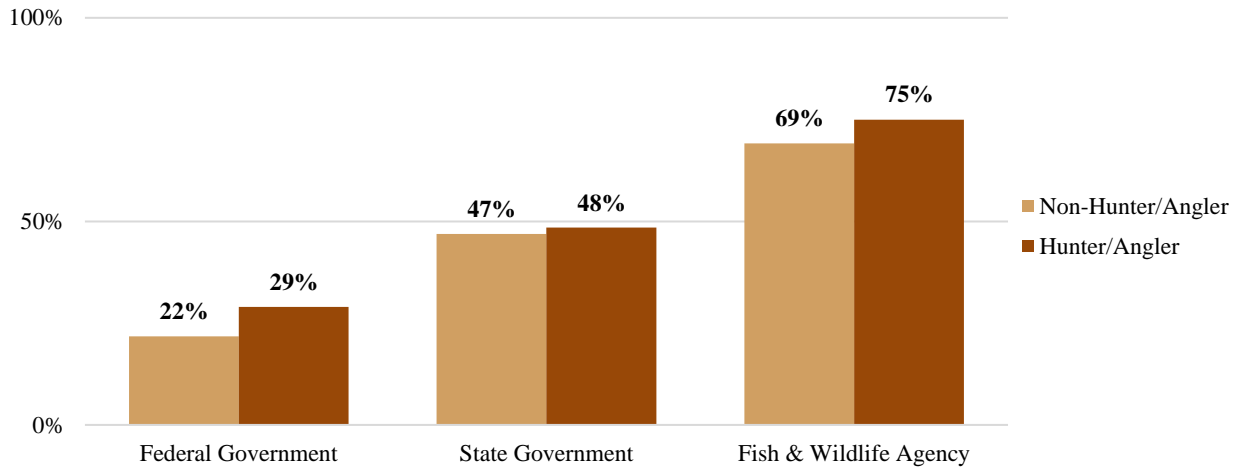 100%
75%
69%
50%
47%
48%
29%
22%
0%
Non-Hunter/Angler
Hunter/Angler
Federal Government
State Government
Fish & Wildlife Agency